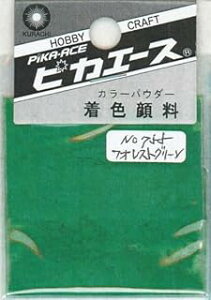 KURACHI
HOBBY CRAFT
PIKA-ACE
ピカエース®
カラーパウダー
着色顔料
No 755
フォレストグリーン